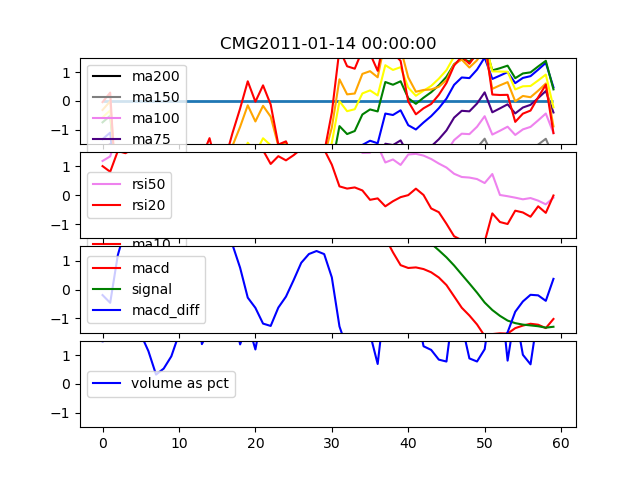 CMG2011-01-14 00:00:00
1
0
−1
ma200
ma150
ma100
ma75
1
0
−1
rsi50
rsi20
ma10
1
0
−1
macd
signal
macd_diff
1
0
−1
volume as pct
0 10 20 30 40 50 60